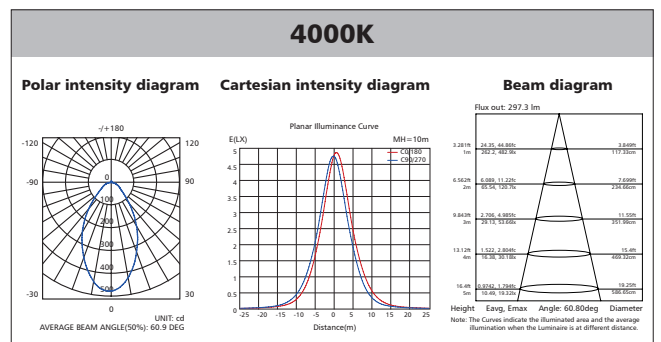 4000K
Polar intensity diagram
Cartesian intensity diagram
Beam diagram
-/+180
-120
120
-90
90
-30
30
0
0
100
200
300
400
500
UNIT: cd
AVERAGE BEAM ANGLE(50%): 60.9 DEG
Planar Illuminance Curve
E(LX)
MH=10m
C0/180
C90/270
5
4.5
4
3.5
3
2.5
2
1.5
1
0.5
0
-25 -20 -15 -10 -5 0 5 10 15 20 25
Distance(m)
Flux out: 297.3 lm
3.281ft 24.35, 44.86fc 3.849ft
1m 262.2, 482.9lx 117.33cm
6.562ft 6.089, 11.22fc 7.699ft
2m 65.54, 120.7lx 234.66cm
9.843ft 2.706, 4.985fc 11.55ft
3m 29.13, 53.66lx 351.99cm
13.12ft 1.522, 2.804fc 15.4ft
4m 16.38, 30.18lx 469.32cm
16.4ft 0.9742, 1.794fc 19.25ft
5m 10.49, 19.32lx 586.65cm
Height Eavg, Emax Angle: 60.80deg Diameter
Note: The Curves indicate the illuminated area and the average
illumination when the Luminaire is at different distance.